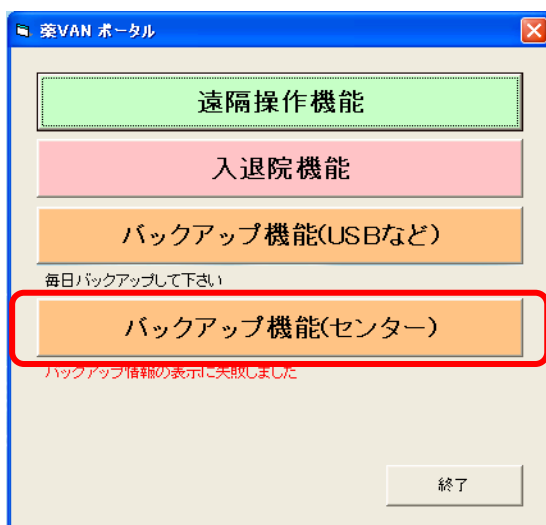 薬VAN ポータル
遠隔操作機能
入退院機能
バックアップ機能(USBなど)
毎日バックアップして下さい
バックアップ機能(センター)
バックアップ情報の表示に失敗しました
終了